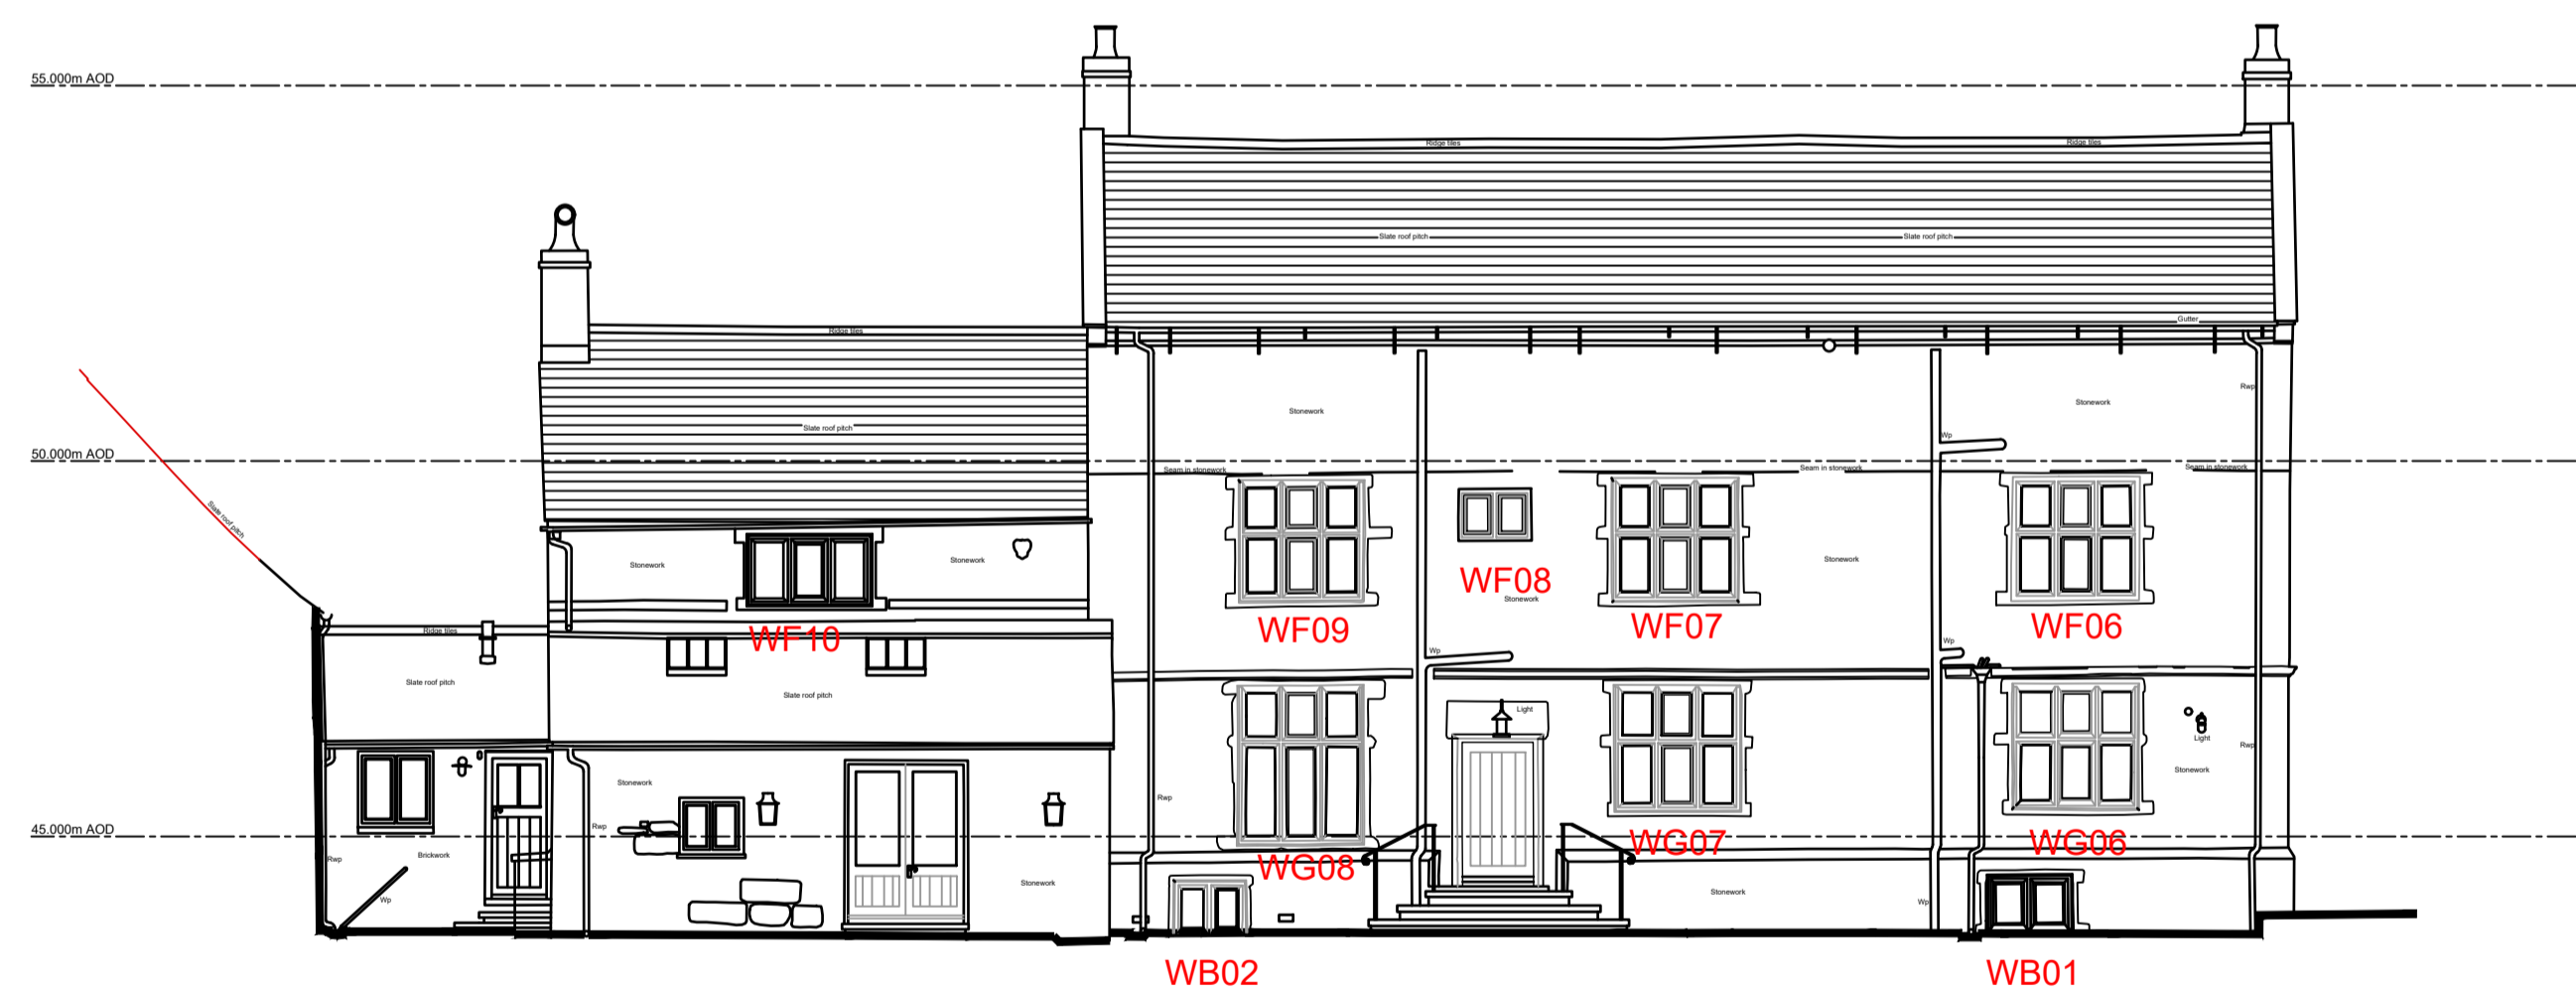 55.000m AOD
Ridge tiles
Ridge tiles
Slate roof pitch
Slate roof pitch
Gutter
Ridge tiles
Rwp
Stonework
Stonework
Slate roof pitch
Wp
50.000m AOD
Seam in stonework
Seam in stonework
Seam in stonework
Slate roof pitch
Stonework
Stonework
Stonework
WF08
Stonework
WF10
WF09
WF07
WF06
Ridge tiles
Wp
Wp
Slate roof pitch
Slate roof pitch
Light
Light
Rwp
Stonework
Stonework
Rwp
45.000m AOD
Rwp
WG08
WG07
WG06
Rwp
Brickwork
Stonework
Stonework
Wp
Wp
WB02
WB01